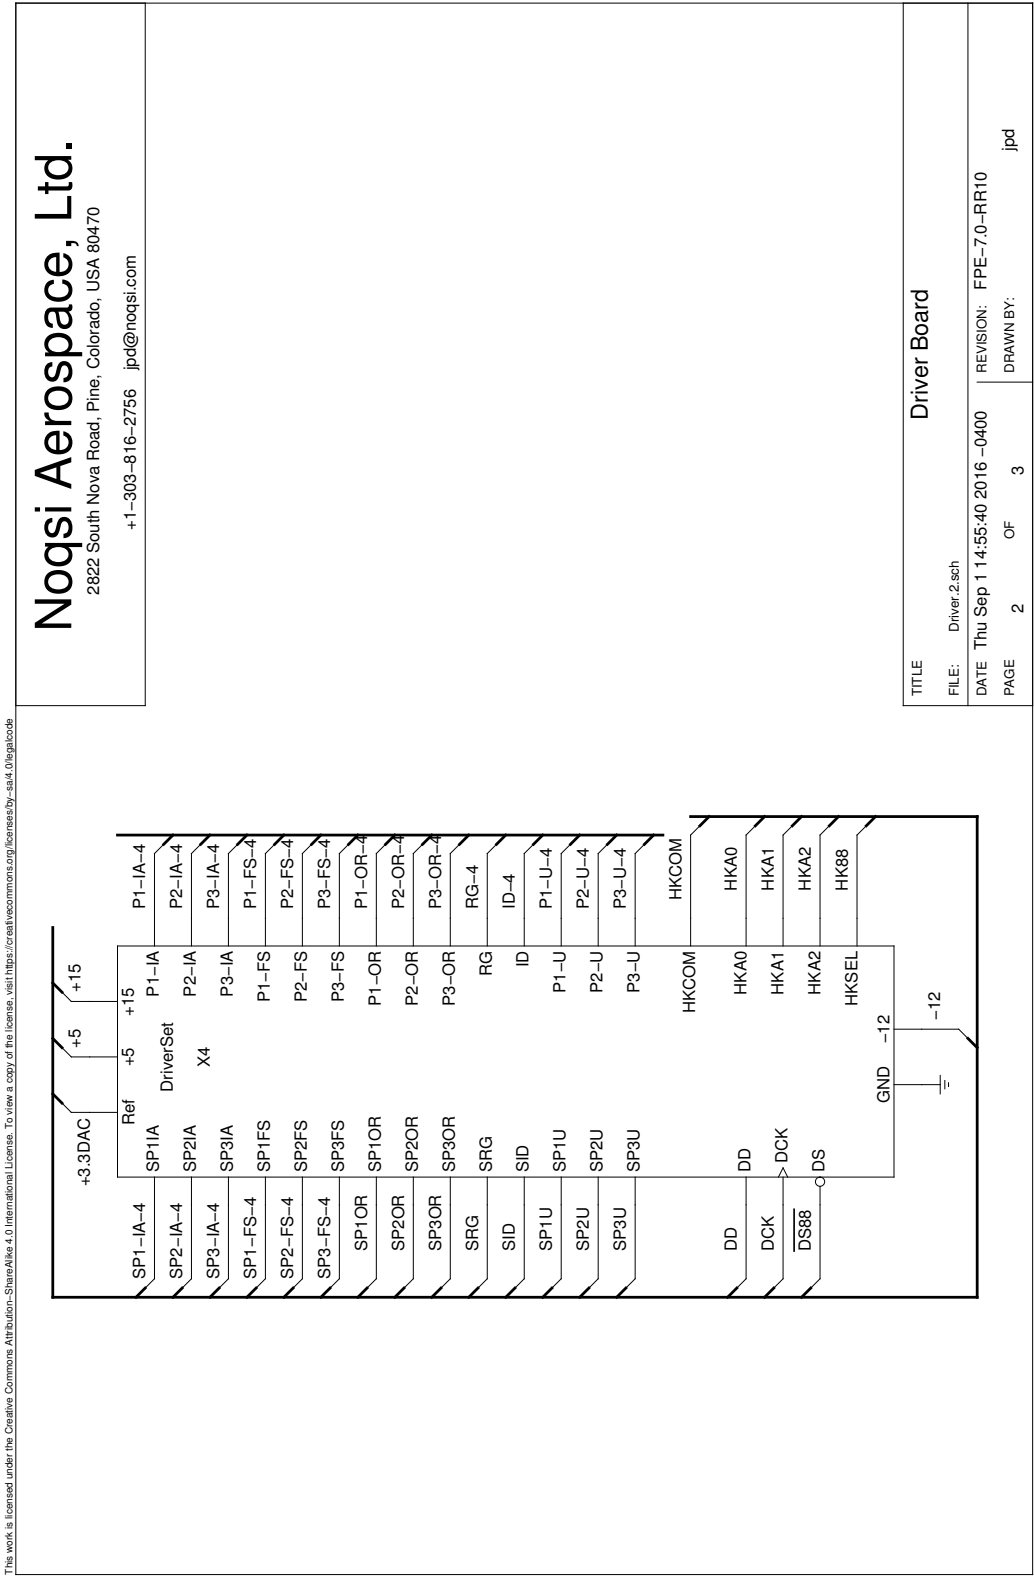 This work is licensed under the Creative Commons Attribution−ShareAlike 4.0 International License. To view a copy of the license, visit https://creativecommons.org/licenses/by−sa/4.0/legalcode
Noqsi Aerospace, Ltd.
2822 South Nova Road, Pine, Colorado, USA 80470
+1−303−816−2756 jpd@noqsi.com
+3.3DAC
+5
+15
Ref
+5
+15
DriverSet
X4
SP1−IA−4
SP1IA
P1−IA
P1−IA−4
SP2−IA−4
SP2IA
P2−IA
P2−IA−4
SP3−IA−4
SP3IA
P3−IA
P3−IA−4
SP1−FS−4
SP1FS
P1−FS
P1−FS−4
SP2−FS−4
SP2FS
P2−FS
P2−FS−4
SP3−FS−4
SP3FS
P3−FS
P3−FS−4
SP1OR
SP1OR
P1−OR
P1−OR−4
SP2OR
SP2OR
P2−OR
P2−OR−4
SP3OR
SP3OR
P3−OR
P3−OR−4
SRG
SRG
RG
RG−4
SID
SID
ID
ID−4
SP1U
SP1U
P1−U
P1−U−4
SP2U
SP2U
P2−U
P2−U−4
SP3U
SP3U
P3−U
P3−U−4
HKCOM
HKCOM
DD
DD
HKA0
HKA0
DCK
DCK
HKA1
HKA1
DS88
DS
HKA2
HKA2
HKSEL
HK88
GND
−12
−12
TITLE
Driver Board
FILE: Driver.2.sch
DATE Thu Sep 1 14:55:40 2016 −0400
REVISION: FPE−7.0−RR10
PAGE 2 OF 3
DRAWN BY: jpd